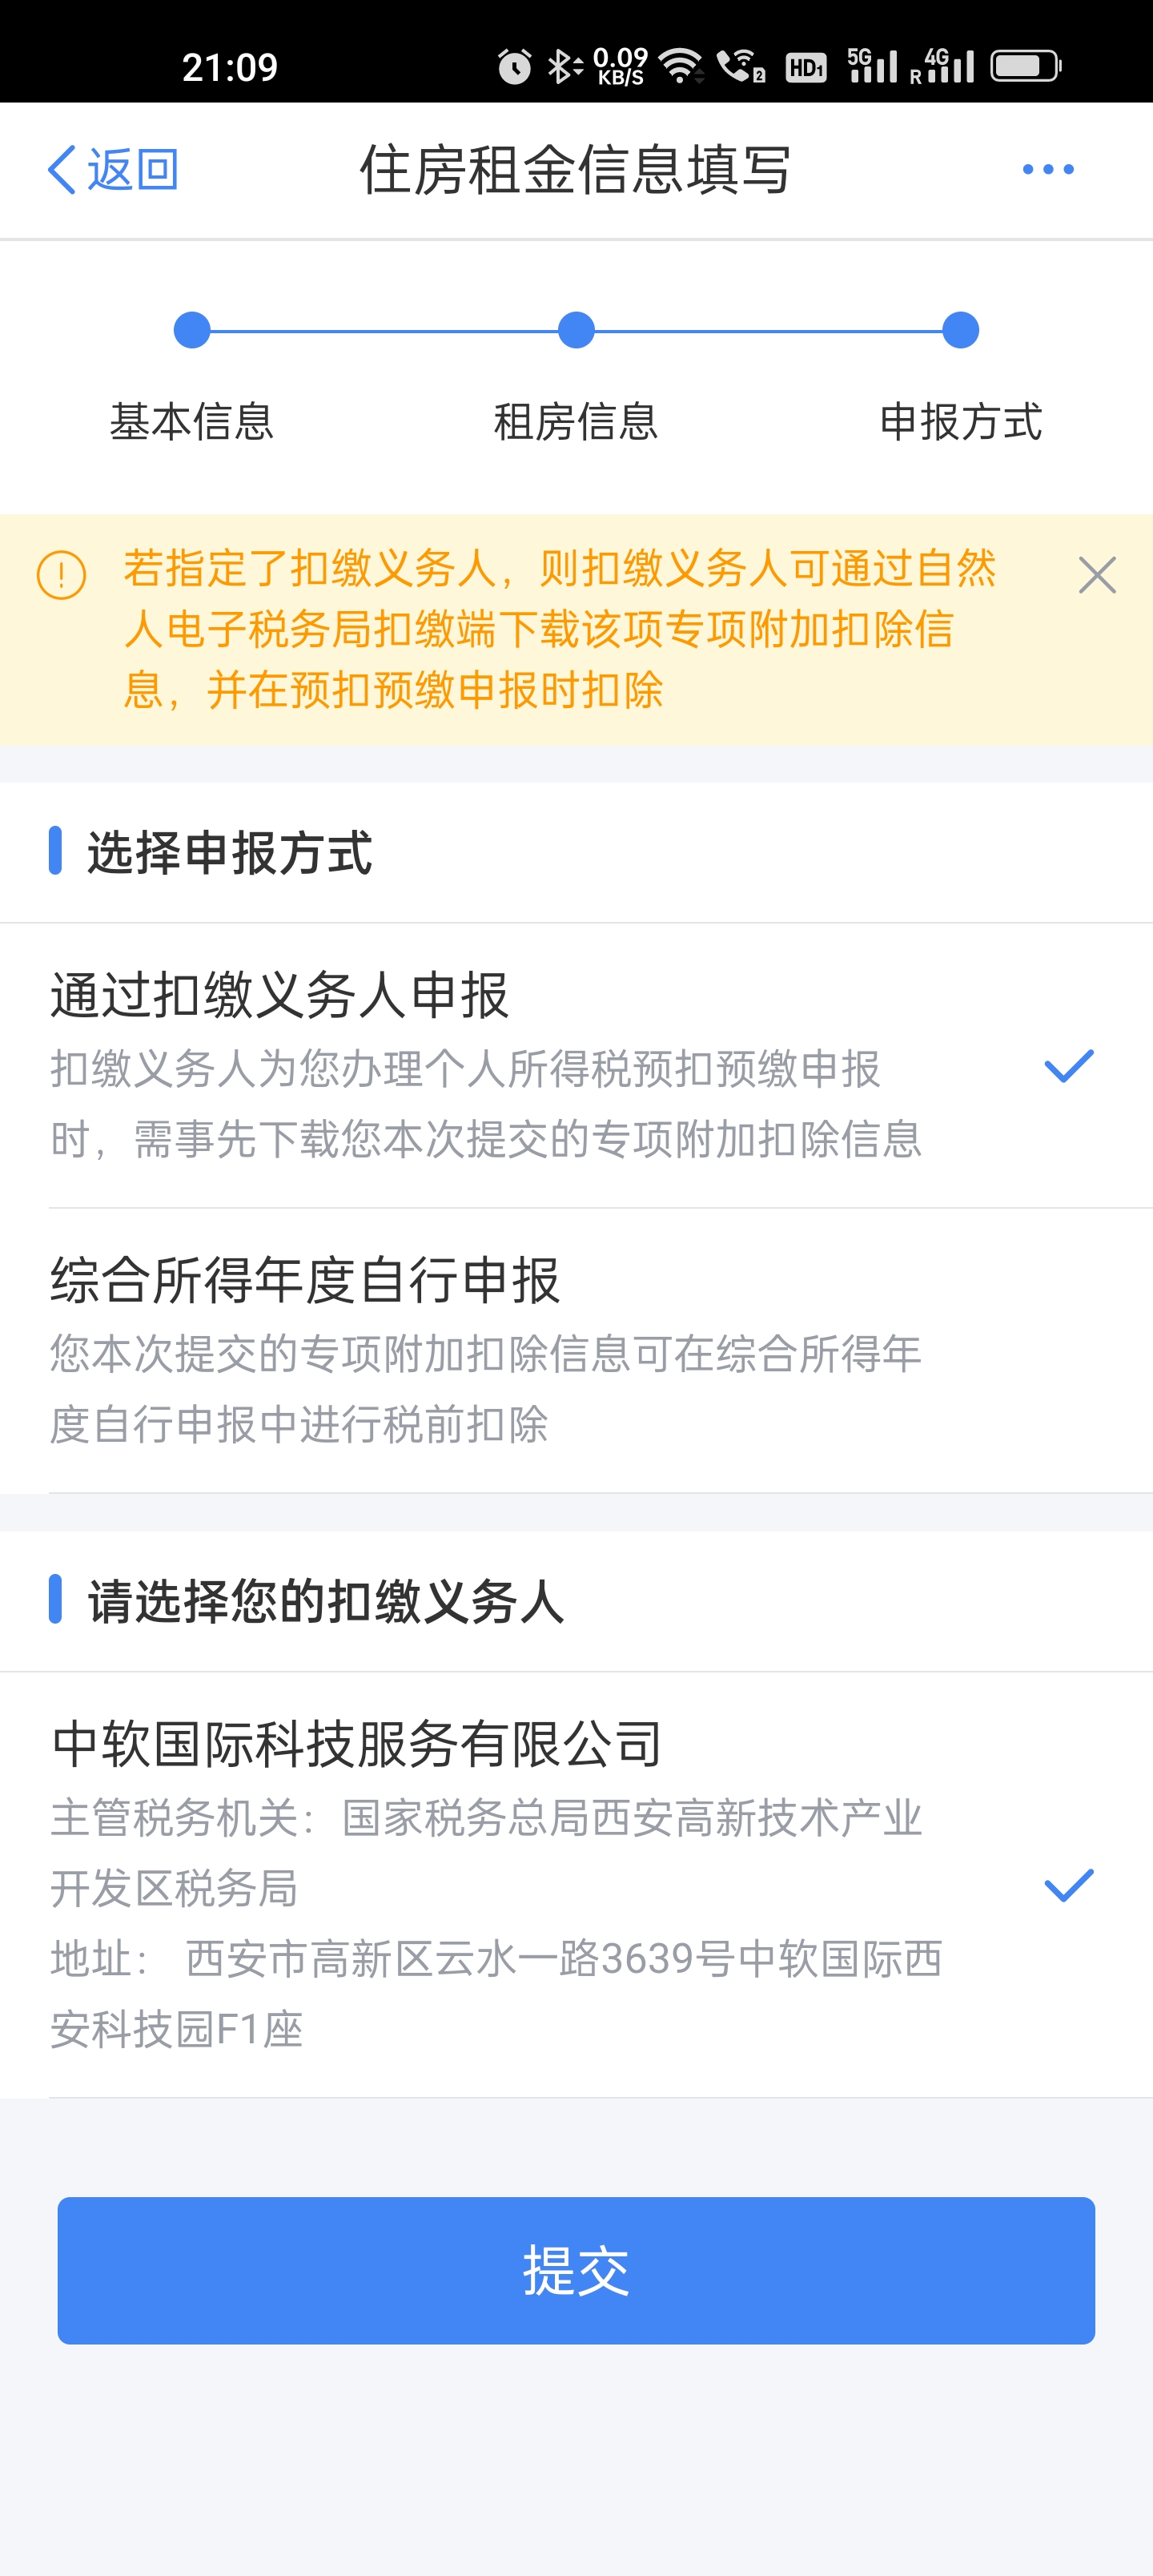 21:09
0.09
KB/S
2
HD1
5G
R 4G
返回
住房租金信息填写
基本信息
租房信息
申报方式
若指定了扣缴义务人，则扣缴义务人可通过自然
人电子税务局扣缴端下载该项专项附加扣除信
息，并在预扣预缴申报时扣除
选择申报方式
通过扣缴义务人申报
扣缴义务人为您办理个人所得税预扣预缴申报
时，需事先下载您本次提交的专项附加扣除信息
综合所得年度自行申报
您本次提交的专项附加扣除信息可在综合所得年
度自行申报中进行税前扣除
请选择您的扣缴义务人
中软国际科技服务有限公司
主管税务机关：国家税务总局西安高新技术产业
开发区税务局
地址： 西安市高新区云水一路3639号中软国际西
安科技园F1座
提交